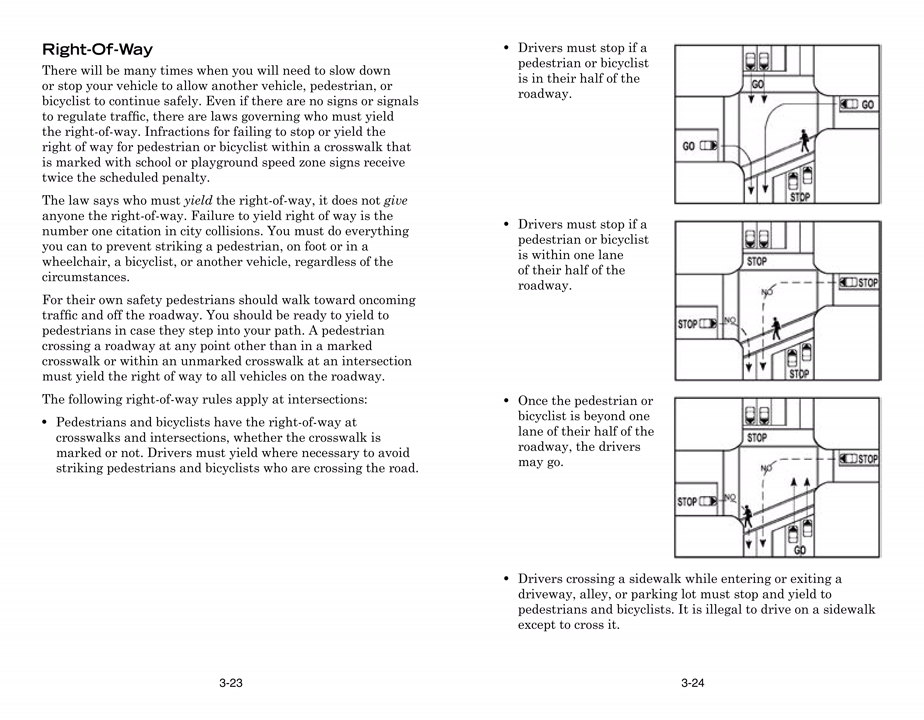 Right-Of-Way
There will be many times when you will need to slow down
or stop your vehicle to allow another vehicle, pedestrian, or
bicyclist to continue safely. Even if there are no signs or signals
to regulate traffic, there are laws governing who must yield
the right-of-way. Infractions for failing to stop or yield the
right of way for pedestrian or bicyclist within a crosswalk that
is marked with school or playground speed zone signs receive
twice the scheduled penalty.
The law says who must yield the right-of-way, it does not give
anyone the right-of-way. Failure to yield right of way is the
number one citation in city collisions. You must do everything
you can to prevent striking a pedestrian, on foot or in a
wheelchair, a bicyclist, or another vehicle, regardless of the
circumstances.
For their own safety pedestrians should walk toward oncoming
traffic and off the roadway. You should be ready to yield to
pedestrians in case they step into your path. A pedestrian
crossing a roadway at any point other than in a marked
crosswalk or within an unmarked crosswalk at an intersection
must yield the right of way to all vehicles on the roadway.
The following right-of-way rules apply at intersections:
• Pedestrians and bicyclists have the right-of-way at
crosswalks and intersections, whether the crosswalk is
marked or not. Drivers must yield where necessary to avoid
striking pedestrians and bicyclists who are crossing the road.
3-23
• Drivers must stop if a
pedestrian or bicyclist
is in their half of the
roadway.
GO
GO
GO
STOP
• Drivers must stop if a
pedestrian or bicyclist
is within one lane
of their half of the
roadway.
STOP
STOP
NO
STOP
NO
STOP
• Once the pedestrian or
bicyclist is beyond one
lane of their half of the
roadway, the drivers
may go.
STOP
STOP
NO
STOP
NO
GO
• Drivers crossing a sidewalk while entering or exiting a
driveway, alley, or parking lot must stop and yield to
pedestrians and bicyclists. It is illegal to drive on a sidewalk
except to cross it.
3-24